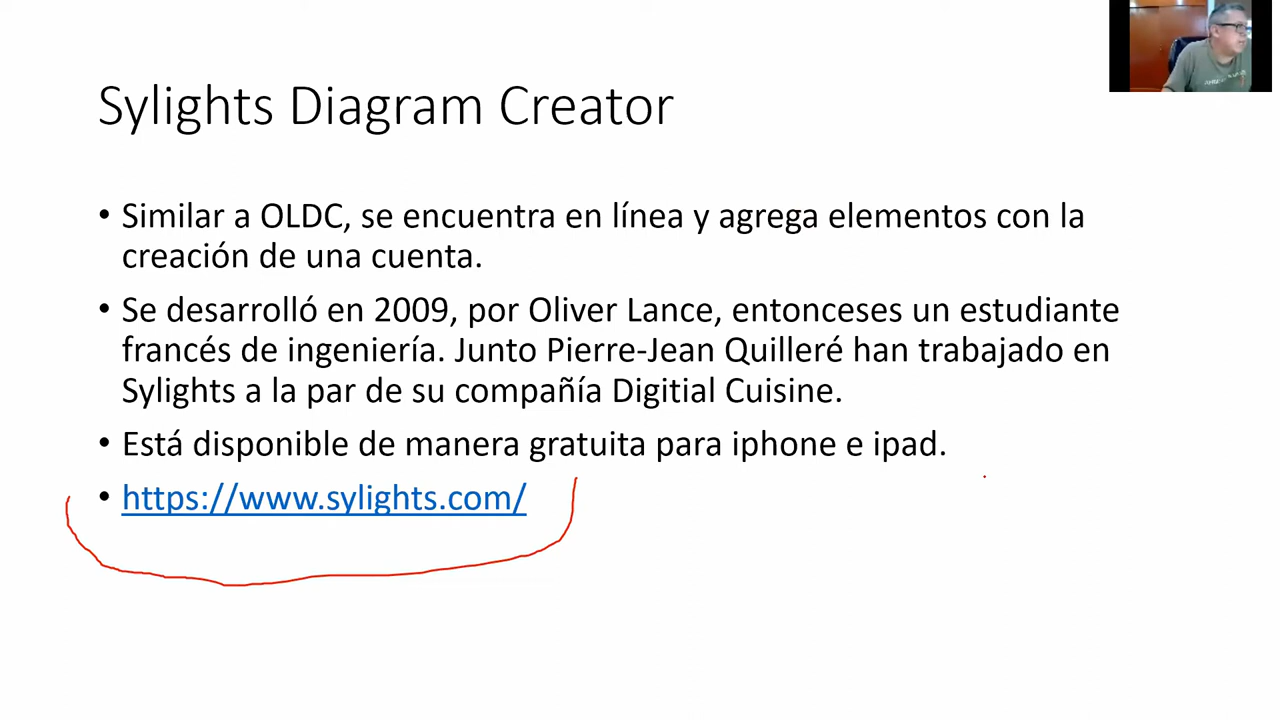 Sylights Diagram Creator
• Similar a OLDC, se encuentra en línea y agrega elementos con la
creación de una cuenta.
• Se desarrolló en 2009, por Oliver Lance, entonceses un estudiante
francés de ingeniería. Junto Pierre-Jean Quilleré han trabajado en
Sylights a la par de su compañía Digitial Cuisine.
• Está disponible de manera gratuita para iphone e ipad.
• https://www.sylights.com/